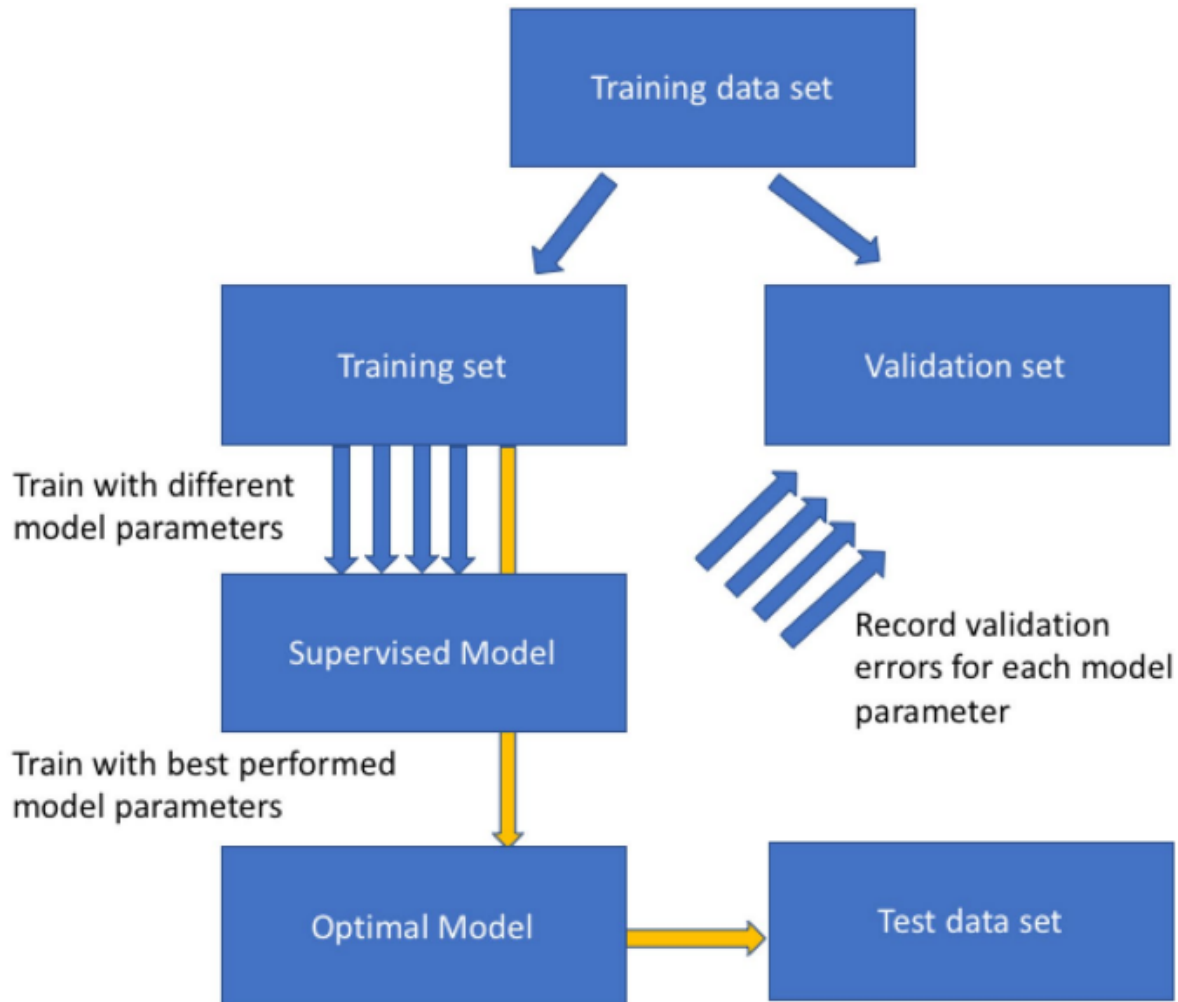 Training data set
Training set
Validation set
Train with different
model parameters
Supervised Model
Record validation
errors for each model
parameter
Train with best performed
model parameters
Optimal Model
Test data set